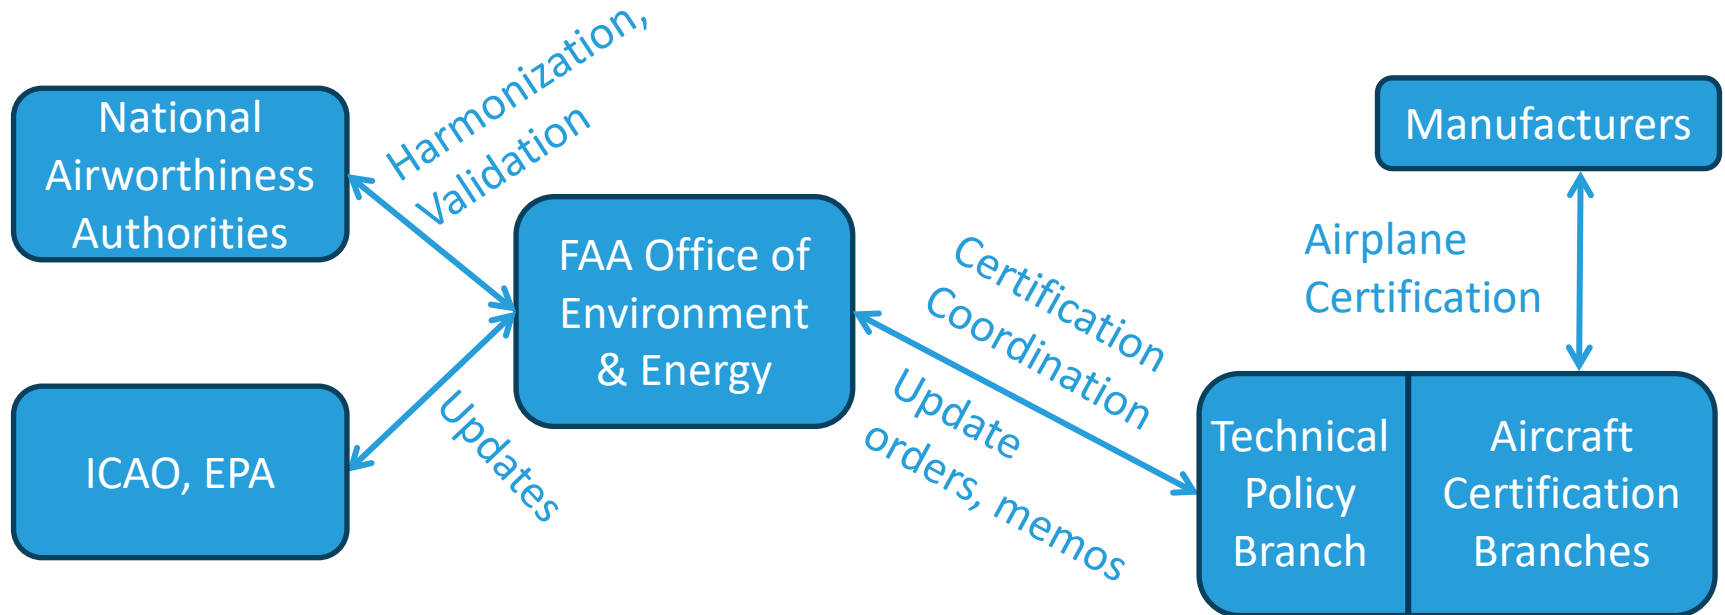 National
Airworthiness
Authorities
Harmonization,
Validation
ICAO, EPA
Updates
FAA Office of
Environment
& Energy
Certification
Coordination
Update
orders, memos
Manufacturers
Airplane
Certification
Technical
Policy
Branch
Aircraft
Certification
Branches